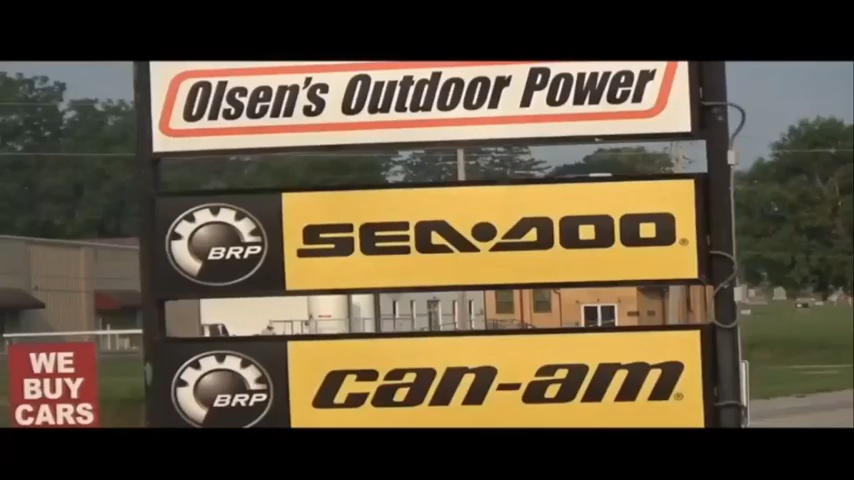 Olsen's Outdoor Power
BRP
SEA-DOO®
BRP
can-am®
WE
BUY
CARS